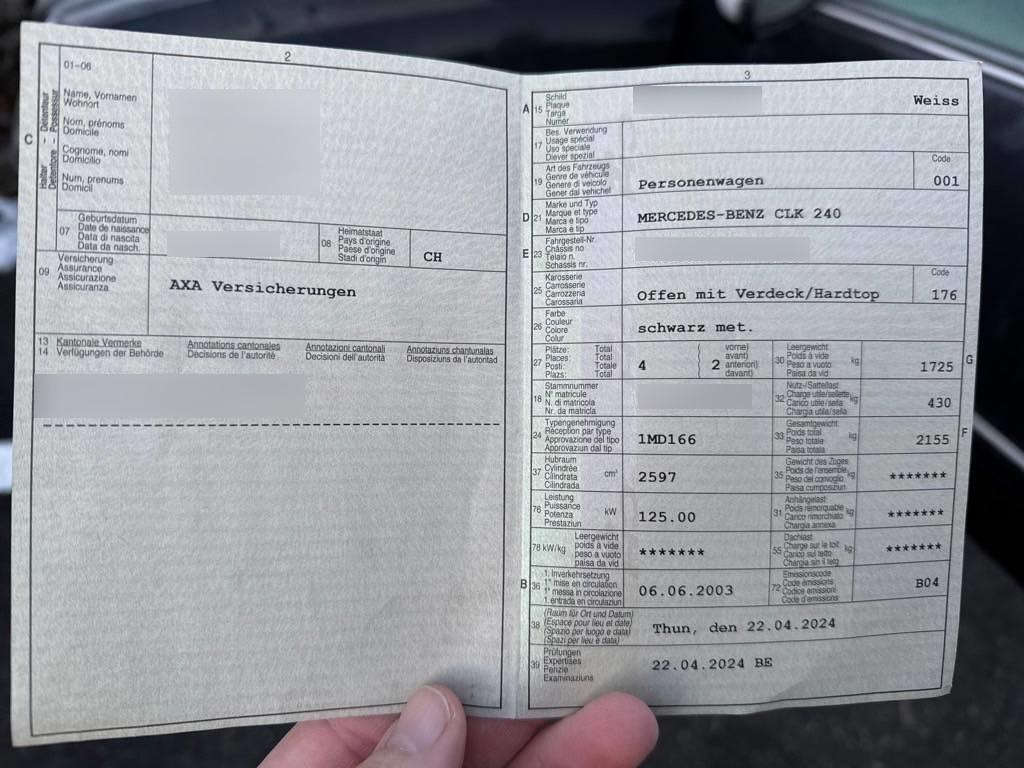 2
01-06
C
Halter – Detenteur
Detentore – Possessur
Name, Vornamen
Wohnort
Nom, prénoms
Domicile
Cognome, nomi
Domicilio
Num, prenums
Domicil
07
Geburtsdatum
Date de naissance
Data di nascita
Data da nasch.
08
Heimatstaat
Pays d'origine
Paese d'origine
Stadi d'origin
CH
09
Versicherung
Assurance
Assicurazione
Assicuranza
AXA Versicherungen
13 Kantonale Vermerke
14 Verfügungen der Behörde
Annotations cantonales
Décisions de l'autorité
Annotazioni cantonali
Decisioni dell'autorità
Annotaziuns chantunalas
Disposiziuns da l'autoritad
3
A 15
Schild
Plaque
Targa
Numer
Weiss
17
Bes. Verwendung
Usage spécial
Uso speciale
Diever spezial
19
Art des Fahrzeugs
Genre de véhicule
Genere di veicolo
Gener dal vehichel
Personenwagen
Code
001
D 21
Marke und Typ
Marque et type
Marca e tipo
Marca e tip
MERCEDES-BENZ CLK 240
E 23
Fahrgestell-Nr.
Châssis no
Telaio n.
Schassis nr.
25
Karosserie
Carrosserie
Carrozzeria
Carossaria
Offen mit Verdeck/Hardtop
Code
176
26
Farbe
Couleur
Colore
Colur
schwarz met.
27
Plätze: Total
Places: Total
Posti: Totale
Plazs: Total
4
2
vorne)
avant)
anteriori)
davant)
30
Leergewicht
Poids à vide
Peso a vuoto
Paisa da vid
kg
1725
G
18
Stammnummer
N° matricule
N. di matricola
Nr. da matricla
32
Nutz-/Sattellast
Charge utile/sellette
Carico utile/sella
Chargia utila/sella
kg
430
24
Typengenehmigung
Réception par type
Approvazione del tipo
Approvaziun dal tip
1MD166
33
Gesamtgewicht
Poids total
Peso totale
Paisa totala
kg
2155
F
37
Hubraum
Cylindrée
Cilindrata
Cilindrada
cm³
2597
35
Gewicht des Zuges
Poids de l'ensemble
Peso del convoglio
Paisa cumposiziun
kg
*******
76
Leistung
Puissance
Potenza
Prestaziun
kW
125.00
31
Anhängelast
Poids remorquable
Carico rimorchiato
Chargia annexa
kg
*******
78 kW/kg
Leergewicht
poids à vide
peso a vuoto
paisa da vid
*******
55
Dachlast
Charge sur le toit
Carico sul tetto
Chargia sin il tetg
kg
*******
B 36
1. Inverkehrsetzung
1re mise en circulation
1a messa in circolazione
1. entrada en circulaziun
06.06.2003
72
Emissionscode
Code émissions
Codice emissioni
Code d'emissiuns
B04
38
(Raum für Ort und Datum)
(Espace pour lieu et date)
(Spazio per luogo e data)
(Spazi per lieu e data)
Thun, den 22.04.2024
39
Prüfungen
Expertises
Perizie
Examinaziuns
22.04.2024 BE